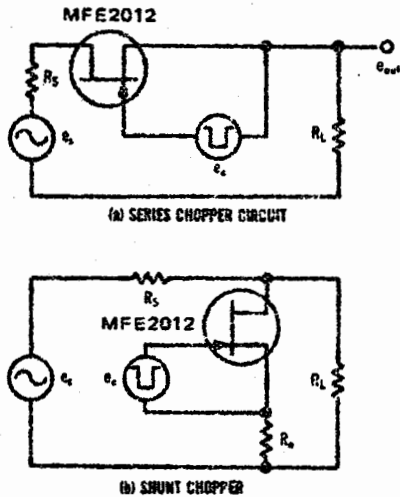 MFE2012
R_S
e_s
e_c
R_L
e_out
(a) SERIES CHOPPER CIRCUIT
R_S
MFE2012
e_s
e_c
R_L
(b) SHUNT CHOPPER